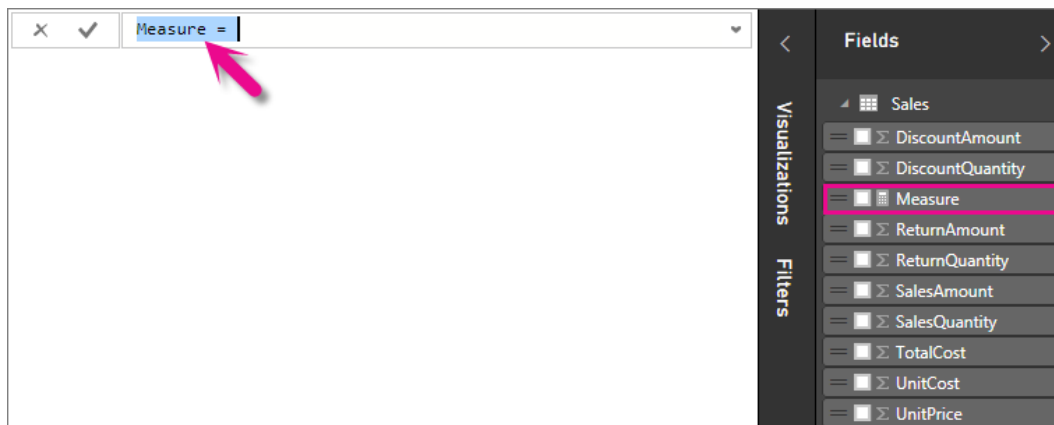 Measure =
Visualizations
Filters
Fields
Sales
DiscountAmount
DiscountQuantity
Measure
ReturnAmount
ReturnQuantity
SalesAmount
SalesQuantity
TotalCost
UnitCost
UnitPrice